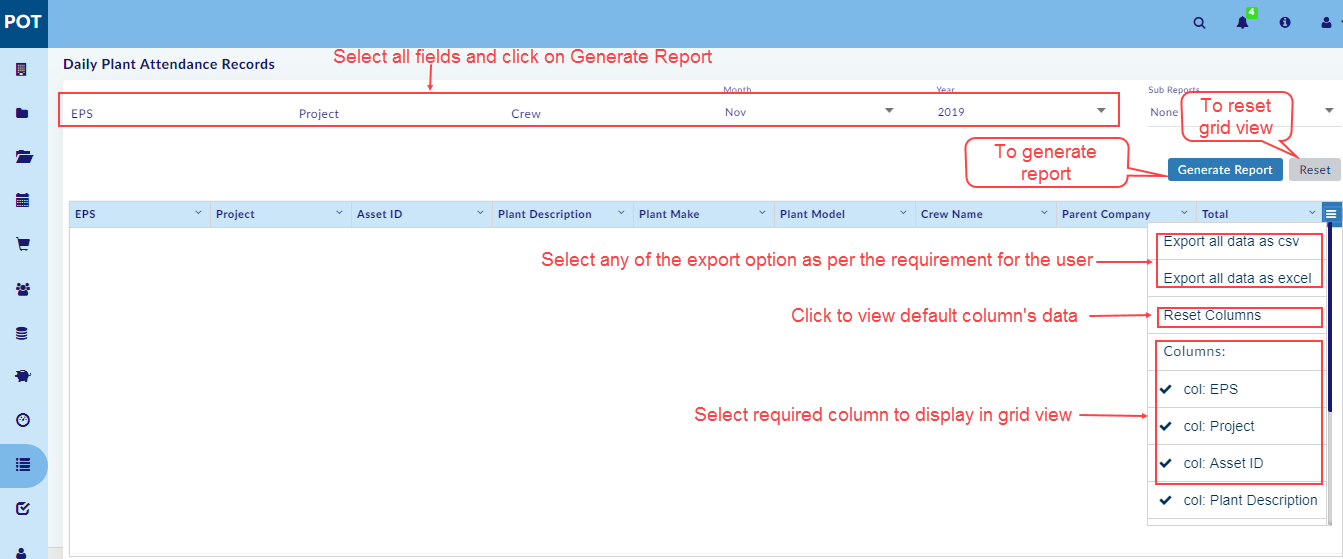 POT
4
Daily Plant Attendance Records
Select all fields and click on Generate Report
Month
Year
Sub Reports
EPS
Project
Crew
Nov
2019
None
To reset
grid view
To generate
report
Generate Report
Reset
EPS
Project
Asset ID
Plant Description
Plant Make
Plant Model
Crew Name
Parent Company
Total
Export all data as csv
Select any of the export option as per the requirement for the user
Export all data as excel
Click to view default column's data
Reset Columns
Columns:
col: EPS
Select required column to display in grid view
col: Project
col: Asset ID
col: Plant Description